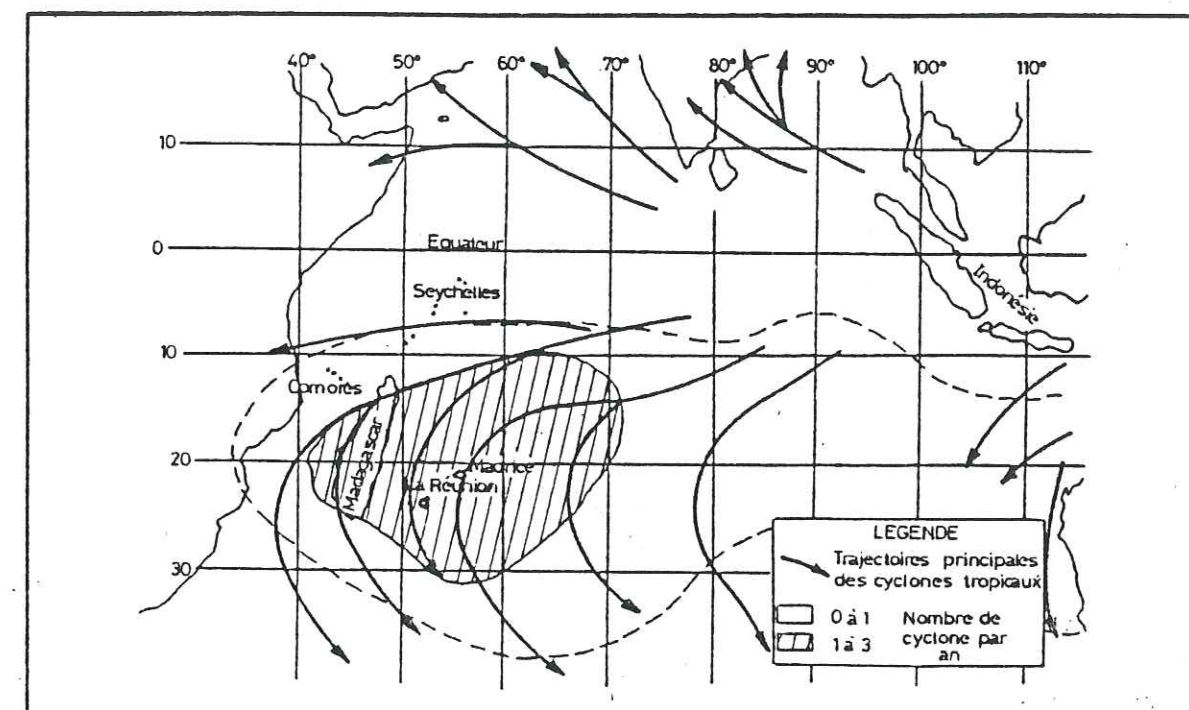 40° 50° 60° 70° 80° 90° 100° 110°
10
0
Equateur
Seychelles
Indonésie
10
Comores
Madagascar
20
Maurice
La Réunion
30
LEGENDE
Trajectoires principales
des cyclones tropicaux
0 à 1
1 à 3
Nombre de
cyclone par
an